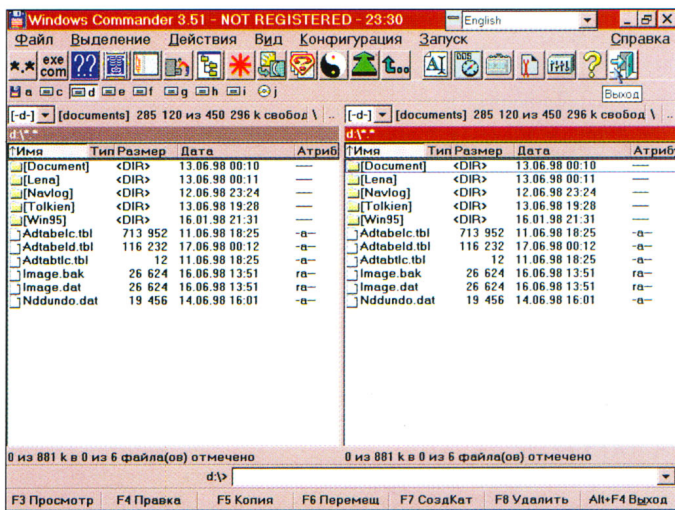 Windows Commander 3.51 - NOT REGISTERED - 23:30 English
Файл Выделение Действия Вид Конфигурация Запуск Справка
*.* exe com ??
a c d e f g h i j
Выход
[-d-] [documents] 285 120 из 450 296 k свобод \ ..
[-d-] [documents] 285 120 из 450 296 k свобод \ ..
d:\*.*
d:\*.*
↑Имя Тип Размер Дата Атриб
[Document] <DIR> 13.06.98 00:10 ----
[Lena] <DIR> 13.06.98 00:11 ----
[Navlog] <DIR> 12.06.98 23:24 ----
[Tolkien] <DIR> 13.06.98 19:28 ----
[Win95] <DIR> 16.01.98 21:31 ----
Adtabelc.tbl 713 952 11.06.98 18:25 -a--
Adtabeld.tbl 116 232 17.06.98 00:12 -a--
Adtabtlc.tbl 12 11.06.98 18:25 -a--
Image.bak 26 624 16.06.98 13:51 ra--
Image.dat 26 624 16.06.98 13:51 ra--
Nddundo.dat 19 456 14.06.98 16:01 -a--
↑Имя Тип Размер Дата Атриб
[Document] <DIR> 13.06.98 00:10 ----
[Lena] <DIR> 13.06.98 00:11 ----
[Navlog] <DIR> 12.06.98 23:24 ----
[Tolkien] <DIR> 13.06.98 19:28 ----
[Win95] <DIR> 16.01.98 21:31 ----
Adtabelc.tbl 713 952 11.06.98 18:25 -a--
Adtabeld.tbl 116 232 17.06.98 00:12 -a--
Adtabtlc.tbl 12 11.06.98 18:25 -a--
Image.bak 26 624 16.06.98 13:51 ra--
Image.dat 26 624 16.06.98 13:51 ra--
Nddundo.dat 19 456 14.06.98 16:01 -a--
0 из 881 k в 0 из 6 файла(ов) отмечено
0 из 881 k в 0 из 6 файла(ов) отмечено
d:\>
F3 Просмотр F4 Правка F5 Копия F6 Перемещ F7 СоздКат F8 Удалить Alt+F4 Выход